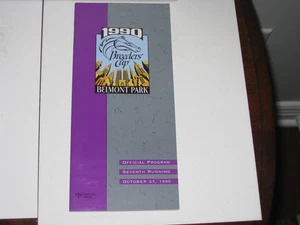 1990
Breeders'
Cup
BELMONT PARK
OFFICIAL PROGRAM
SEVENTH RUNNING
OCTOBER 27, 1990